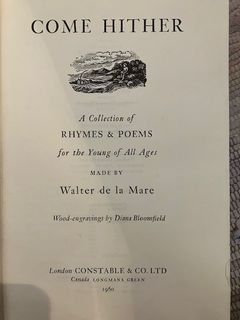 COME HITHER
A Collection of
RHYMES & POEMS
for the Young of All Ages
MADE BY
Walter de la Mare
Wood-engravings by Diana Bloomfield
London CONSTABLE & CO. LTD
Canada LONGMANS GREEN
1960